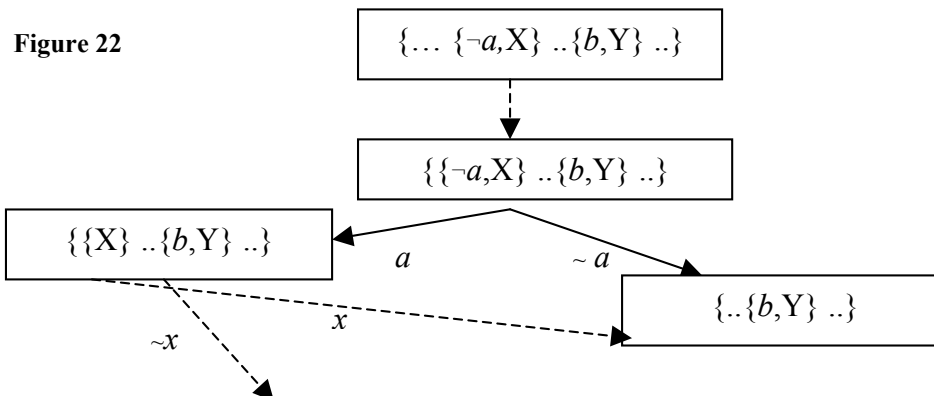 Figure 22
{... {¬a,X} ..{b,Y} ..}
{{¬a,X} ..{b,Y} ..}
{{X} ..{b,Y} ..}
a
~ a
{..{b,Y} ..}
x
~x